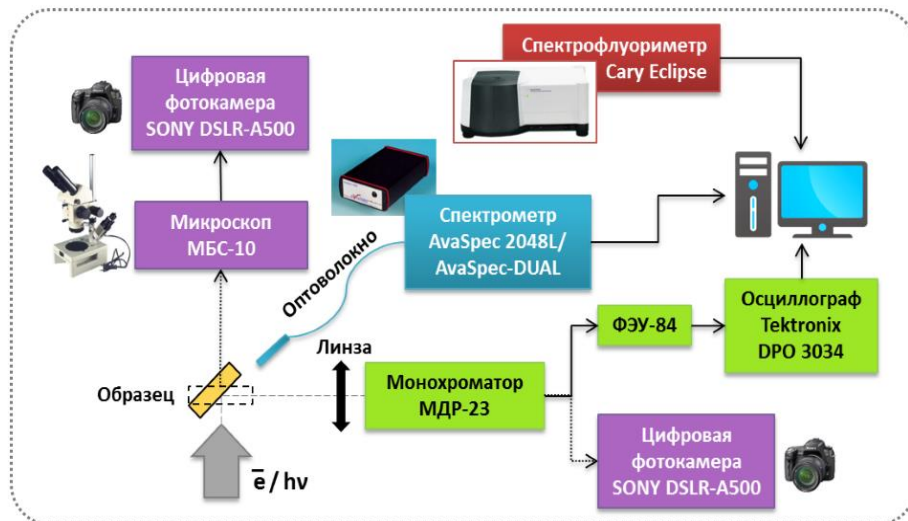 Спектрофлуориметр
Cary Eclipse
Цифровая
фотокамера
SONY DSLR-A500
Микроскоп
МБС-10
Спектрометр
AvaSpec 2048L/
AvaSpec-DUAL
Оптоволокно
Осциллограф
Tektronix
DPO 3034
ФЭУ-84
Линза
Монохроматор
МДР-23
Образец
Цифровая
фотокамера
SONY DSLR-A500
e̅ / hν